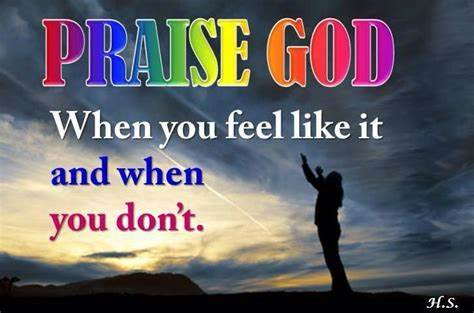 PRAISE GOD
When you feel like it
and when
you don't.
H.S.